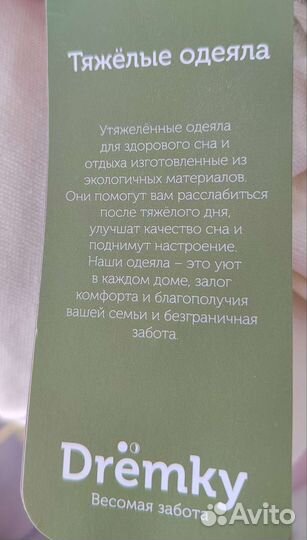 Тяжёлые одеяла
Утяжелённые одеяла
для здорового сна и
отдыха изготовленные из
экологичных материалов.
Они помогут вам расслабиться
после тяжёлого дня,
улучшат качество сна и
поднимут настроение.
Наши одеяла – это уют
в каждом доме, залог
комфорта и благополучия
вашей семьи и безграничная
забота.
Drëmky
Весомая забота
Avito